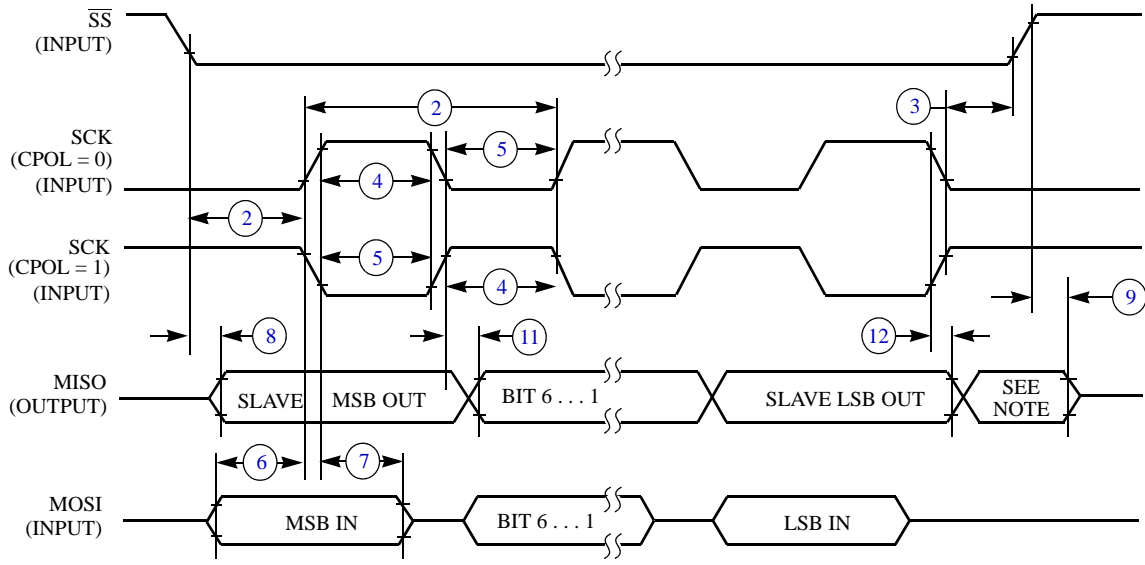 SS
(INPUT)
2
3
SCK
(CPOL = 0)
(INPUT)
5
4
2
SCK
(CPOL = 1)
(INPUT)
5
4
9
8
11
12
MISO
(OUTPUT)
SLAVE MSB OUT
BIT 6 . . . 1
SLAVE LSB OUT
SEE
NOTE
6
7
MOSI
(INPUT)
MSB IN
BIT 6 . . . 1
LSB IN